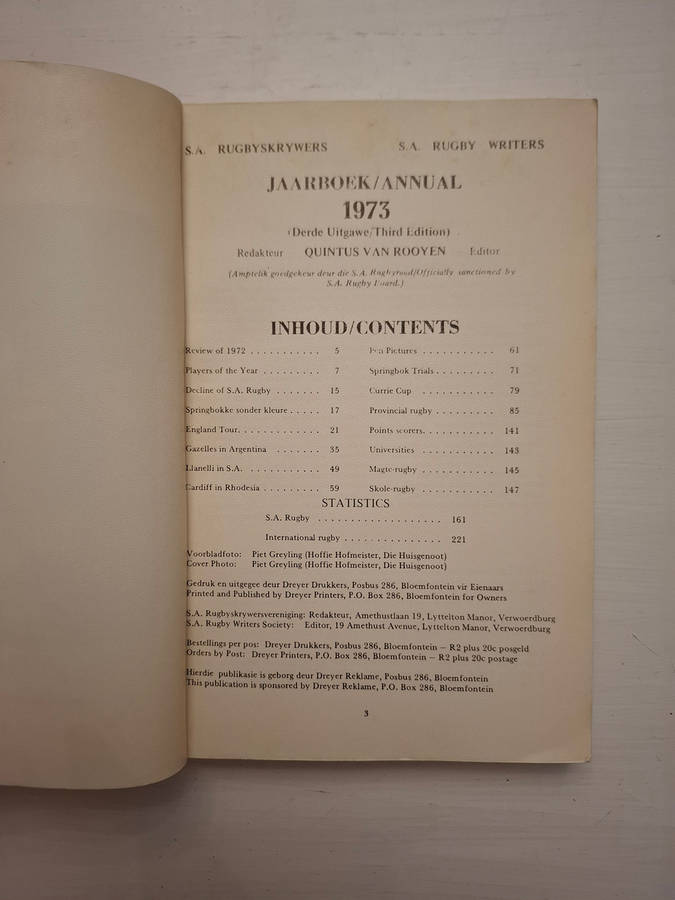 S.A. RUGBYSKRYWERS S.A. RUGBY WRITERS
JAARBOEK/ANNUAL
1973
(Derde Uitgawe/Third Edition)
Redakteur QUINTUS VAN ROOYEN Editor
(Amptelik goedgekeur deur die S.A. Rugbyraad/Officially sanctioned by
S.A. Rugby Board.)
INHOUD/CONTENTS
Review of 1972 . . . . . . . . . . . 5
Players of the Year . . . . . . . . . 7
Decline of S.A. Rugby . . . . . . . 15
Springbokke sonder kleure . . . . . 17
England Tour. . . . . . . . . . . . . 21
Gazelles in Argentina . . . . . . . 35
Llanelli in S.A. . . . . . . . . . . . 49
Cardiff in Rhodesia . . . . . . . . . 59
Pictures . . . . . . . . . . . 61
Springbok Trials . . . . . . . . . 71
Currie Cup . . . . . . . . . . . 79
Provincial rugby . . . . . . . . . 85
Points scorers. . . . . . . . . . . 141
Universities . . . . . . . . . . . 143
Magte-rugby . . . . . . . . . . . 145
Skole-rugby . . . . . . . . . . . 147
STATISTICS
S.A. Rugby . . . . . . . . . . . . . . . . . . . 161
International rugby . . . . . . . . . . . . . . . 221
Voorbladfoto: Piet Greyling (Hoffie Hofmeister, Die Huisgenoot)
Cover Photo: Piet Greyling (Hoffie Hofmeister, Die Huisgenoot)
Gedruk en uitgegee deur Dreyer Drukkers, Posbus 286, Bloemfontein vir Eienaars
Printed and Published by Dreyer Printers, P.O. Box 286, Bloemfontein for Owners
S.A. Rugbyskrywersvereniging: Redakteur, Amethustlaan 19, Lyttelton Manor, Verwoerdburg
S.A. Rugby Writers Society: Editor, 19 Amethust Avenue, Lyttelton Manor, Verwoerdburg
Bestellings per pos: Dreyer Drukkers, Posbus 286, Bloemfontein – R2 plus 20c posgeld
Orders by Post: Dreyer Printers, P.O. Box 286, Bloemfontein – R2 plus 20c postage
Hierdie publikasie is geborg deur Dreyer Reklame, Posbus 286, Bloemfontein
This publication is sponsored by Dreyer Reklame, P.O. Box 286, Bloemfontein
3